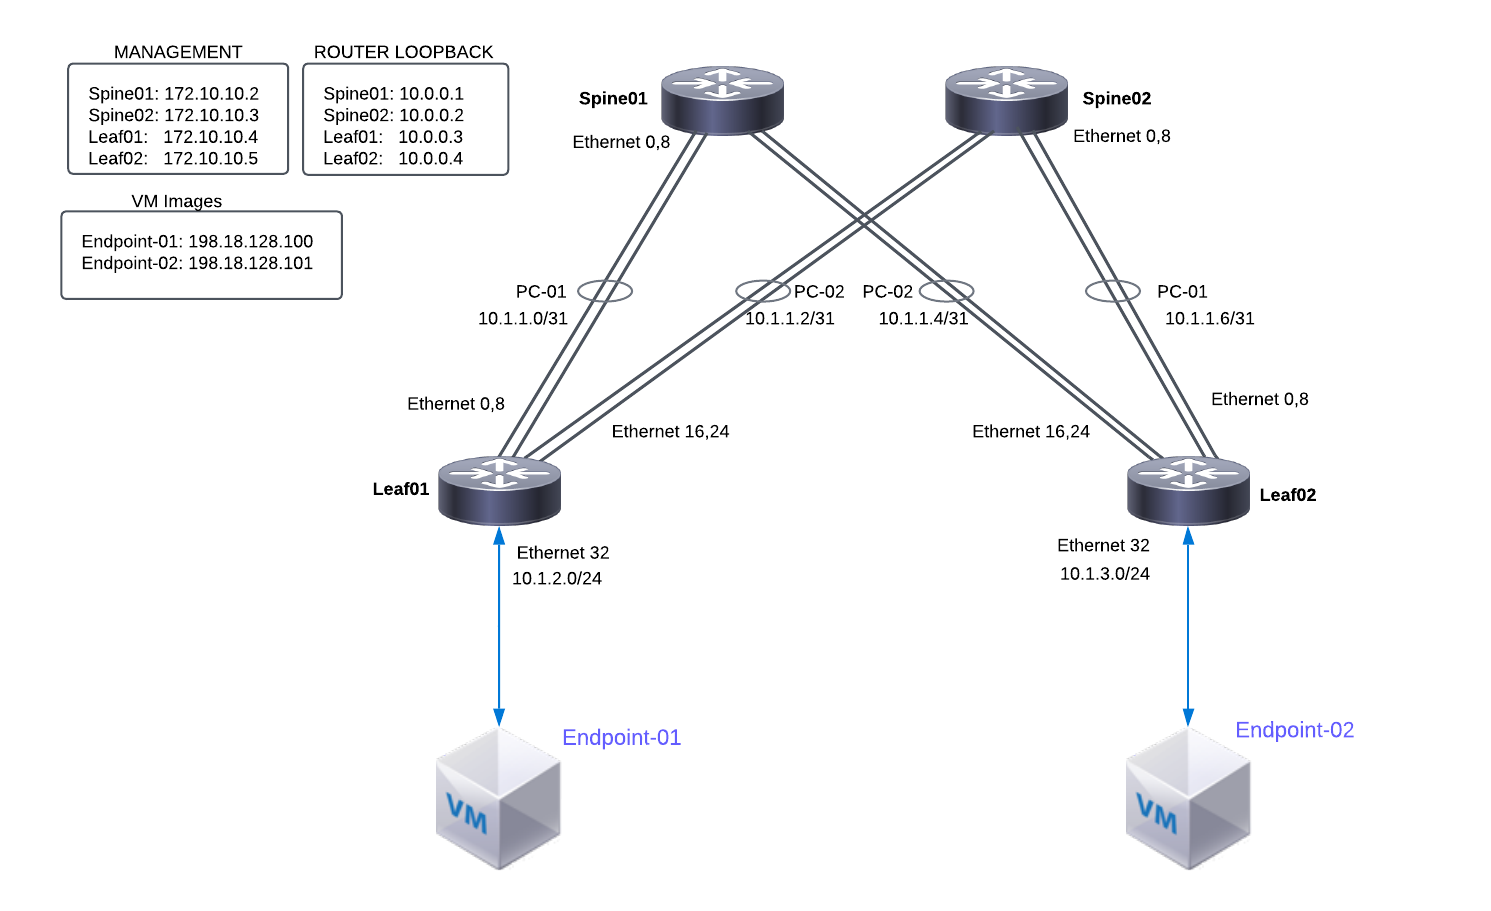 MANAGEMENT
Spine01: 172.10.10.2
Spine02: 172.10.10.3
Leaf01: 172.10.10.4
Leaf02: 172.10.10.5
ROUTER LOOPBACK
Spine01: 10.0.0.1
Spine02: 10.0.0.2
Leaf01: 10.0.0.3
Leaf02: 10.0.0.4
VM Images
Endpoint-01: 198.18.128.100
Endpoint-02: 198.18.128.101
Spine01
Ethernet 0,8
Spine02
Ethernet 0,8
PC-01
10.1.1.0/31
PC-02
10.1.1.2/31
PC-02
10.1.1.4/31
PC-01
10.1.1.6/31
Ethernet 0,8
Ethernet 16,24
Ethernet 16,24
Ethernet 0,8
Leaf01
Leaf02
Ethernet 32
10.1.2.0/24
Ethernet 32
10.1.3.0/24
Endpoint-01
VM
Endpoint-02
VM